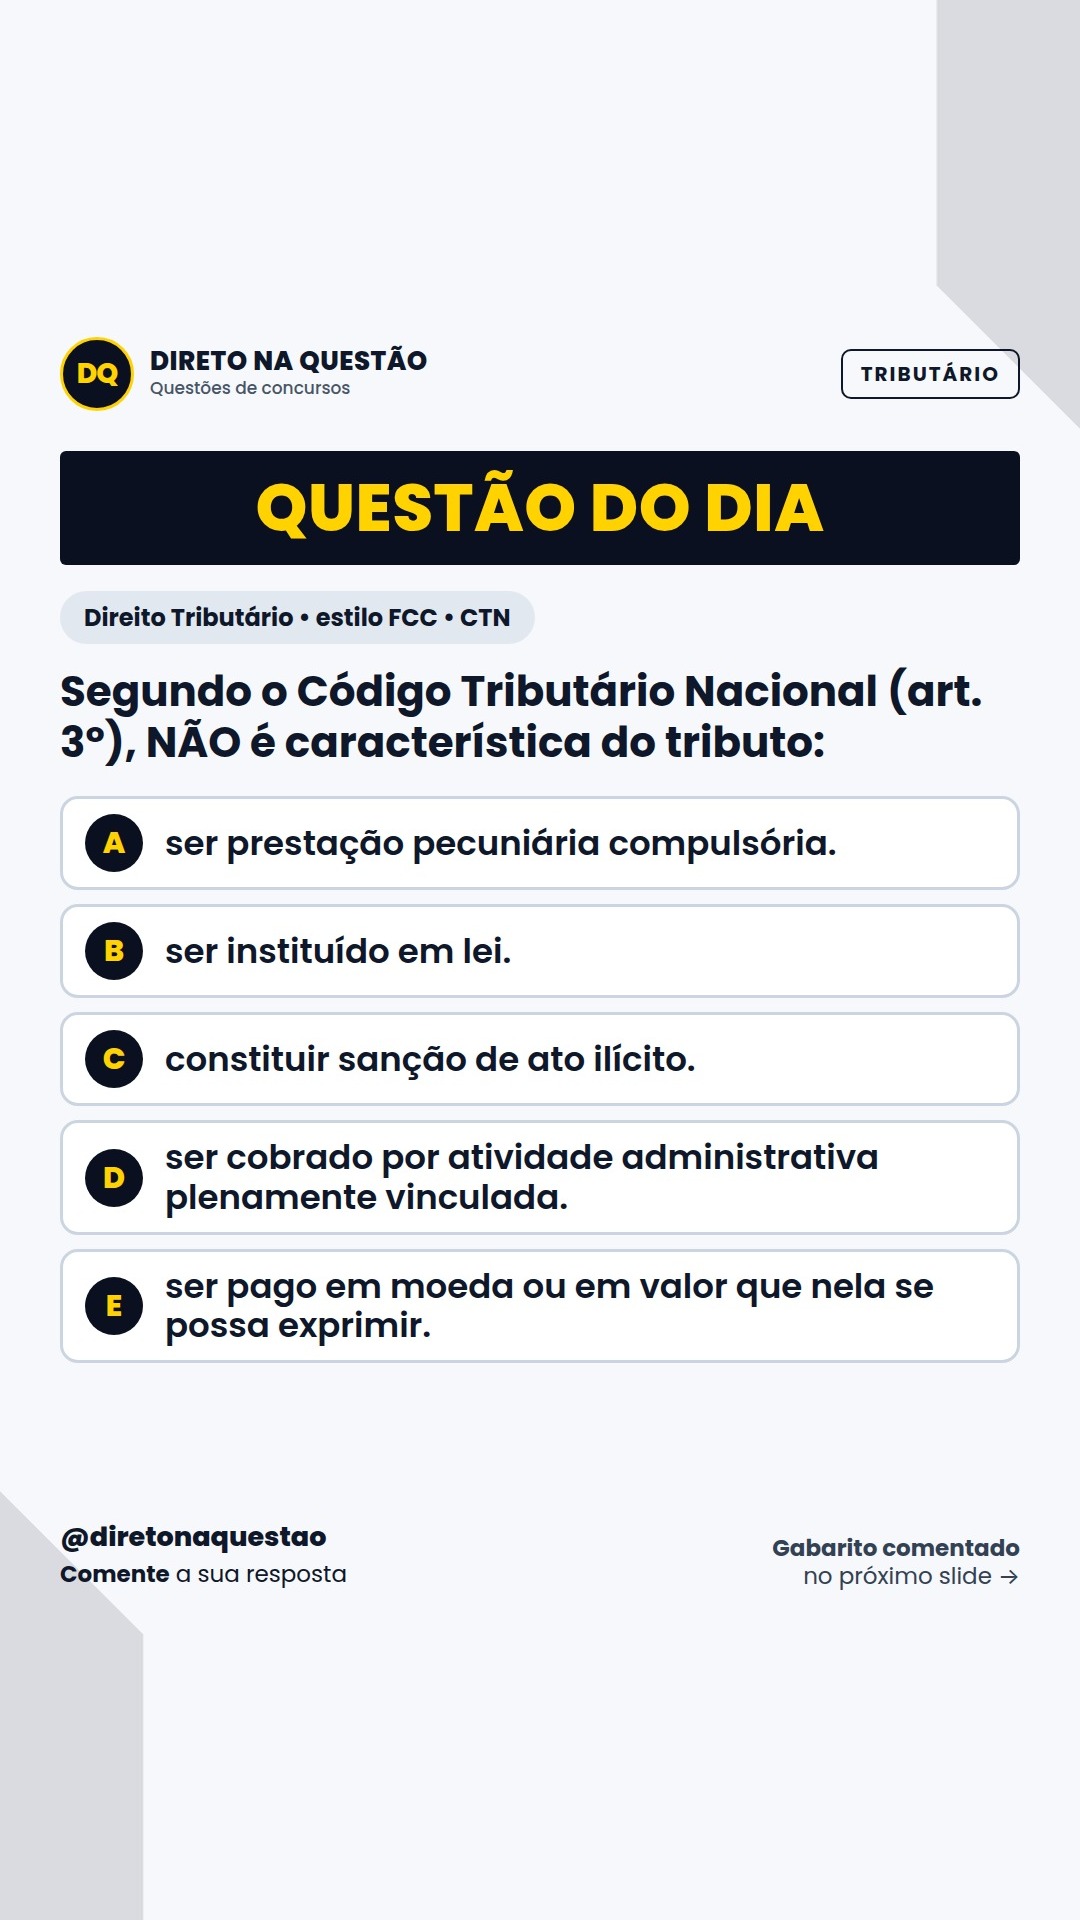 DQ
DIRETO NA QUESTÃO
Questões de concursos
TRIBUTÁRIO
QUESTÃO DO DIA
Direito Tributário • estilo FCC • CTN
Segundo o Código Tributário Nacional (art.
3º), NÃO é característica do tributo:
A ser prestação pecuniária compulsória.
B ser instituído em lei.
C constituir sanção de ato ilícito.
D ser cobrado por atividade administrativa
plenamente vinculada.
E ser pago em moeda ou em valor que nela se
possa exprimir.
@diretonaquestao
Comente a sua resposta
Gabarito comentado
no próximo slide →